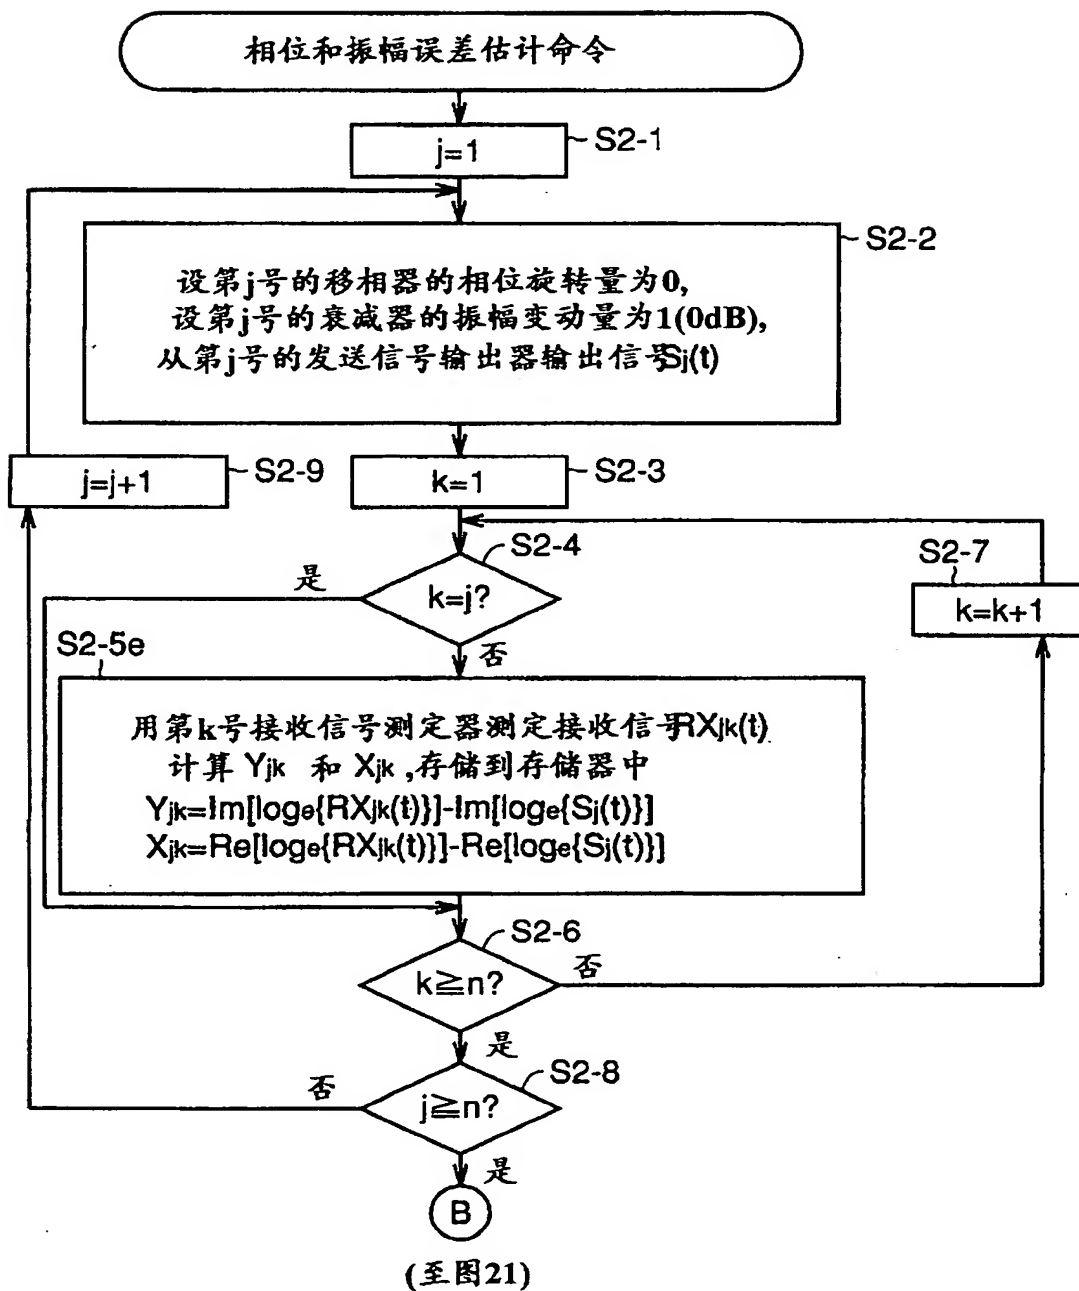 相位和振幅误差估计命令
j=1
S2-1
S2-2
设第j号的移相器的相位旋转量为0,
设第j号的衰减器的振幅变动量为1(0dB),
从第j号的发送信号输出器输出信号Sj(t)
j=j+1
S2-9
k=1
S2-3
S2-4
是
k=j?
否
S2-7
k=k+1
S2-5e
用第k号接收信号测定器测定接收信号RXjk(t)
计算 Yjk 和 Xjk ,存储到存储器中
Yjk=Im[loge{RXjk(t)}]-Im[loge{Sj(t)}]
Xjk=Re[loge{RXjk(t)}]-Re[loge{Sj(t)}]
S2-6
k≧n?
否
是
S2-8
否
j≧n?
是
B
(至图21)